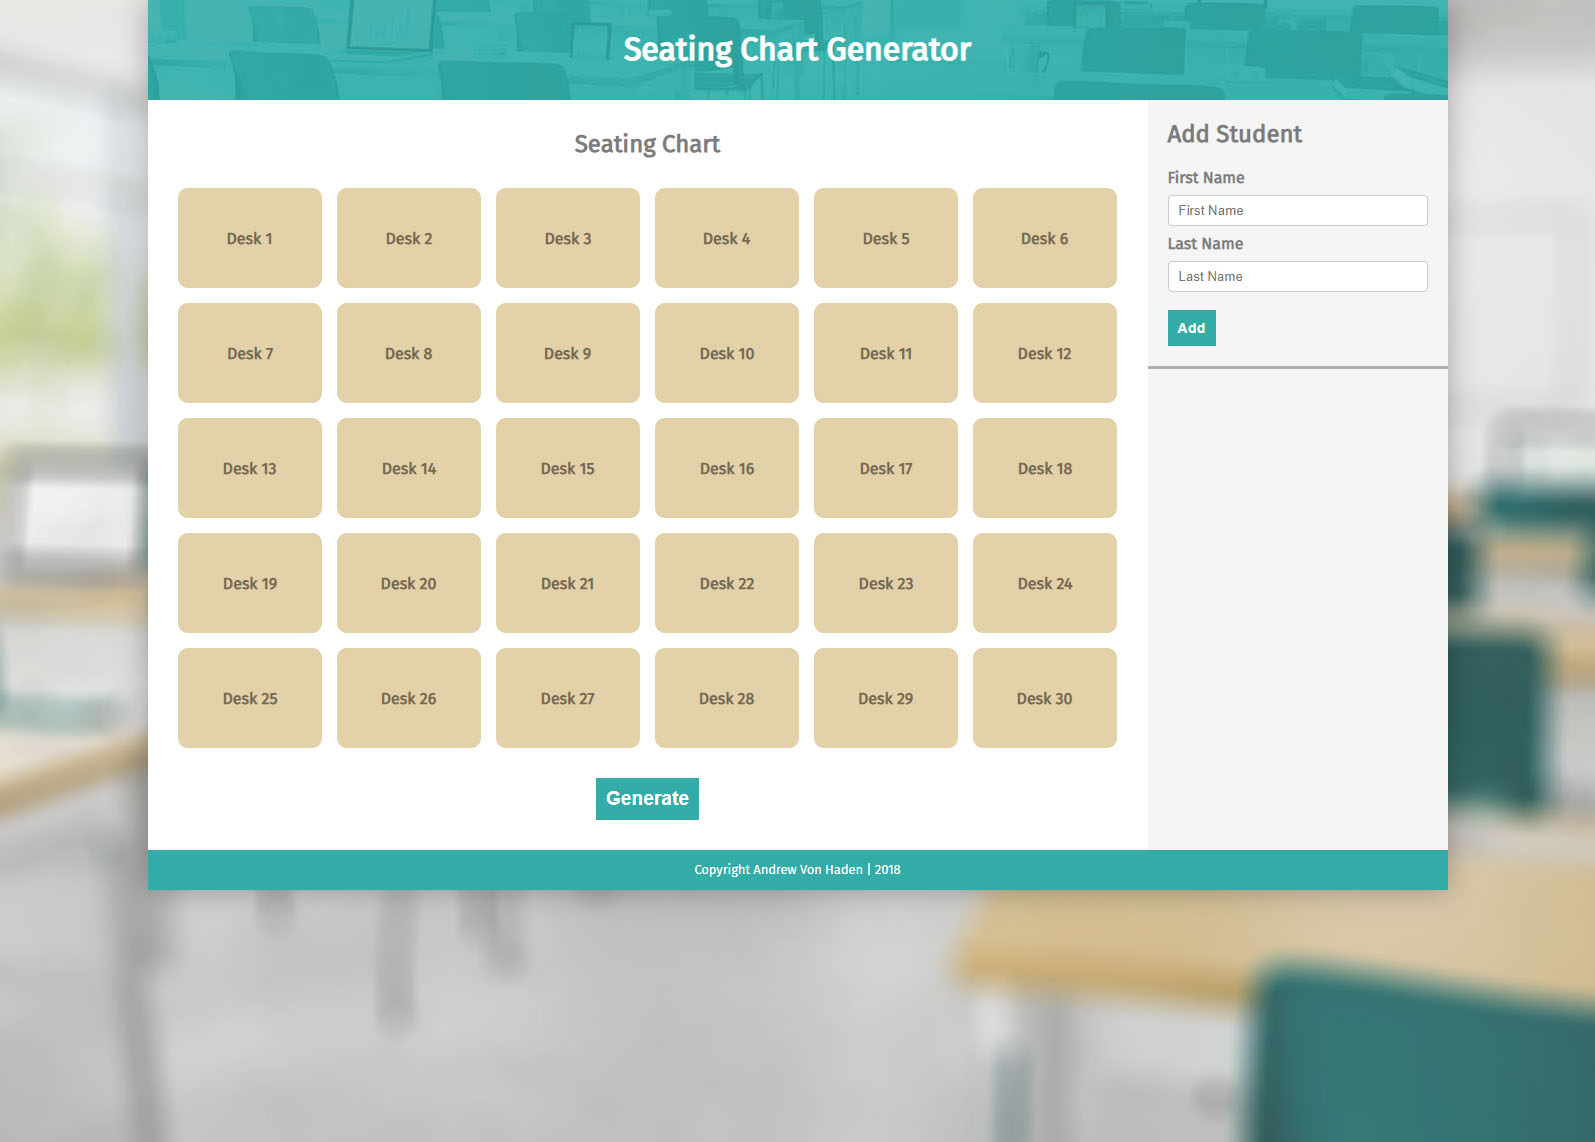 Seating Chart Generator
Seating Chart
Desk 1
Desk 2
Desk 3
Desk 4
Desk 5
Desk 6
Desk 7
Desk 8
Desk 9
Desk 10
Desk 11
Desk 12
Desk 13
Desk 14
Desk 15
Desk 16
Desk 17
Desk 18
Desk 19
Desk 20
Desk 21
Desk 22
Desk 23
Desk 24
Desk 25
Desk 26
Desk 27
Desk 28
Desk 29
Desk 30
Generate
Add Student
First Name
First Name
Last Name
Last Name
Add
Copyright Andrew Von Haden | 2018